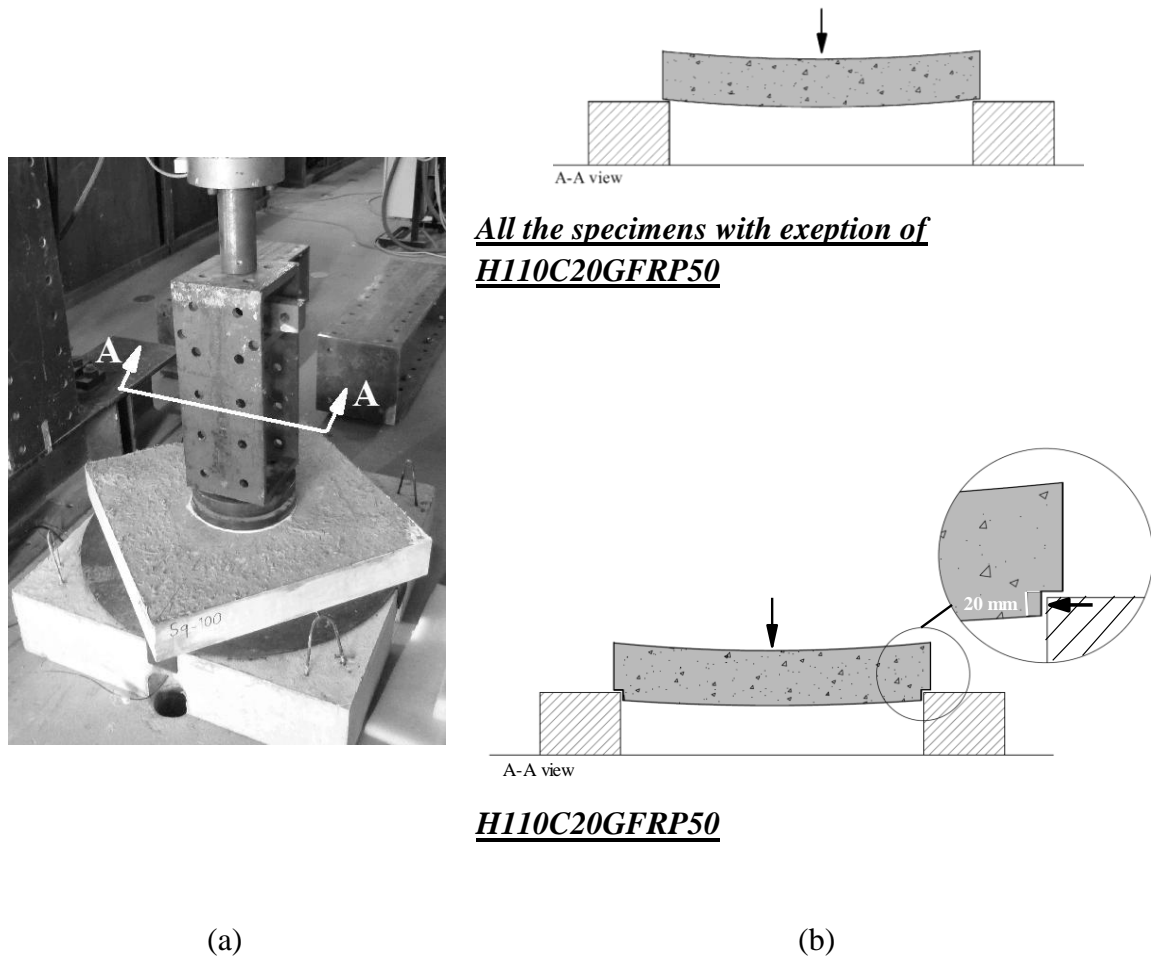 A-A view
All the specimens with exeption of
H110C20GFRP50
A
A
Sq-100
20 mm
A-A view
H110C20GFRP50
(a)
(b)